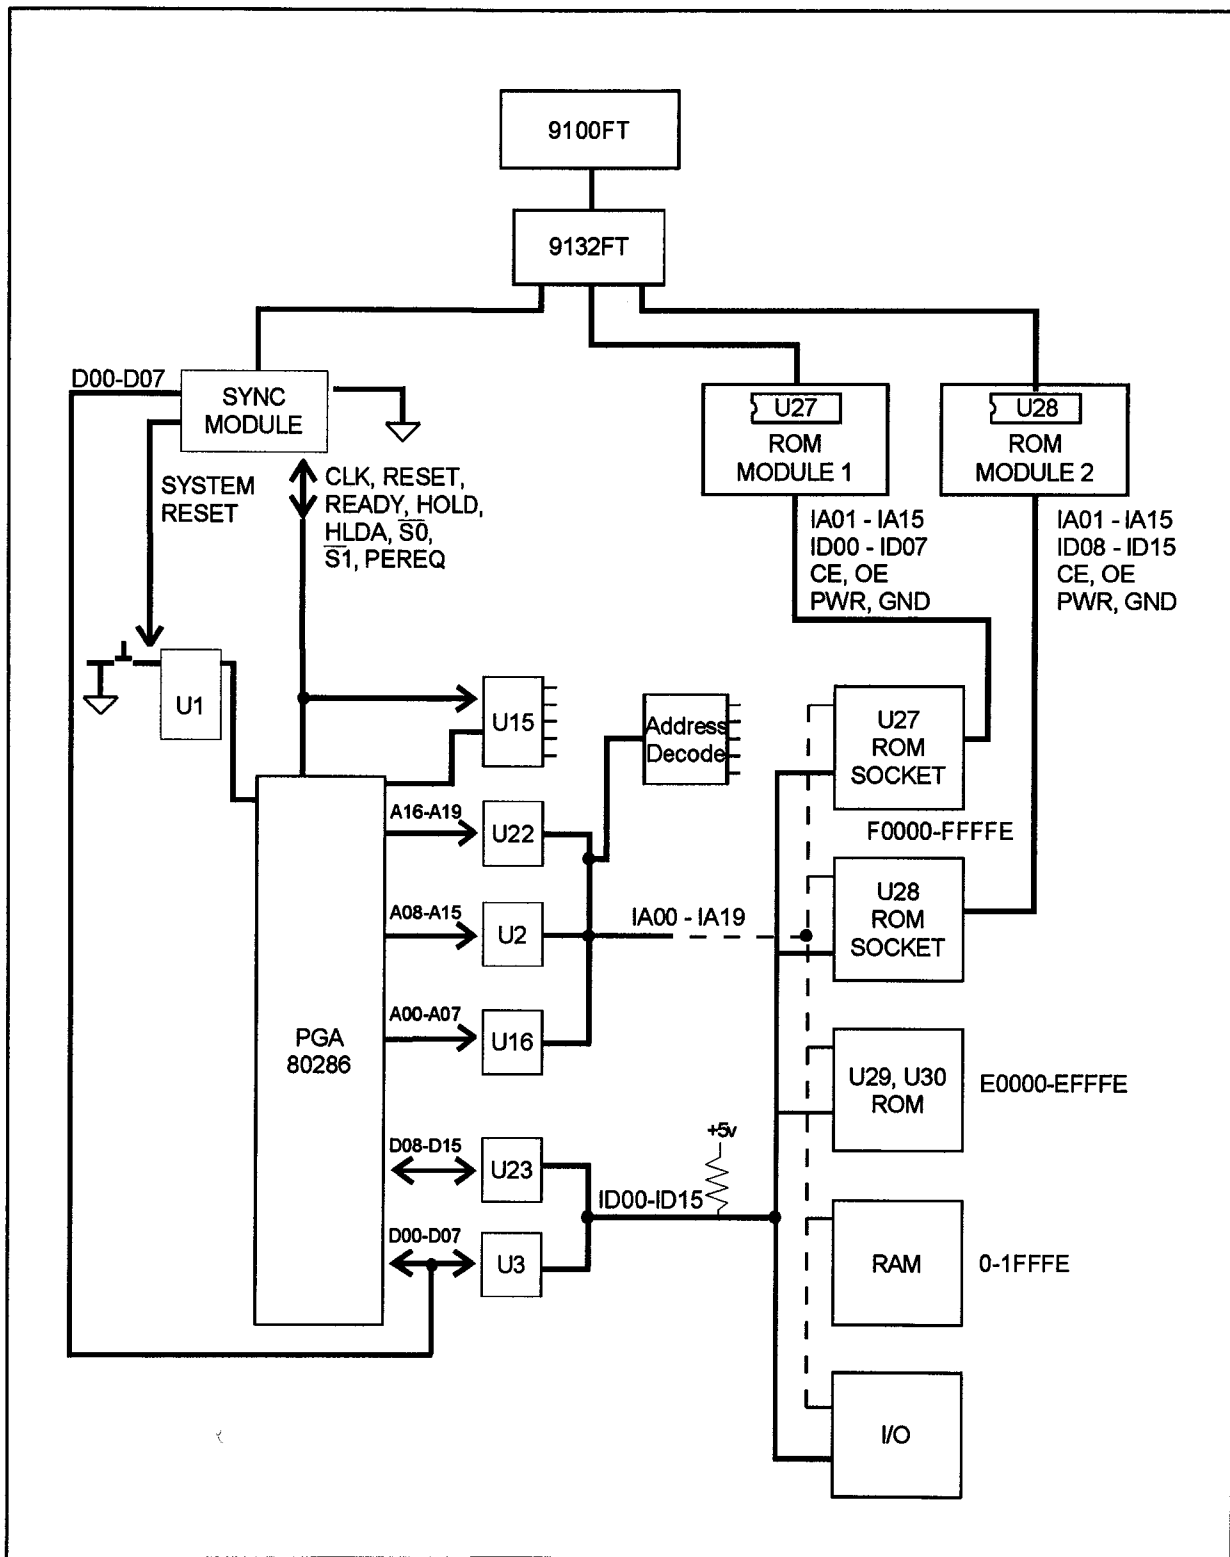 9100FT
9132FT
D00-D07
SYNC
MODULE
U27
ROM
MODULE 1
U28
ROM
MODULE 2
SYSTEM
RESET
CLK, RESET,
READY, HOLD,
HLDA, S̅0̅,
S̅1̅, PEREQ
IA01 - IA15
ID00 - ID07
CE, OE
PWR, GND
IA01 - IA15
ID08 - ID15
CE, OE
PWR, GND
U1
U15
Address
Decode
U27
ROM
SOCKET
F0000-FFFFE
A16-A19
U22
A08-A15
U2
IA00 - IA19
U28
ROM
SOCKET
A00-A07
U16
PGA
80286
U29, U30
ROM
E0000-EFFFE
+5v
D08-D15
U23
ID00-ID15
D00-D07
U3
RAM
0-1FFFE
I/O